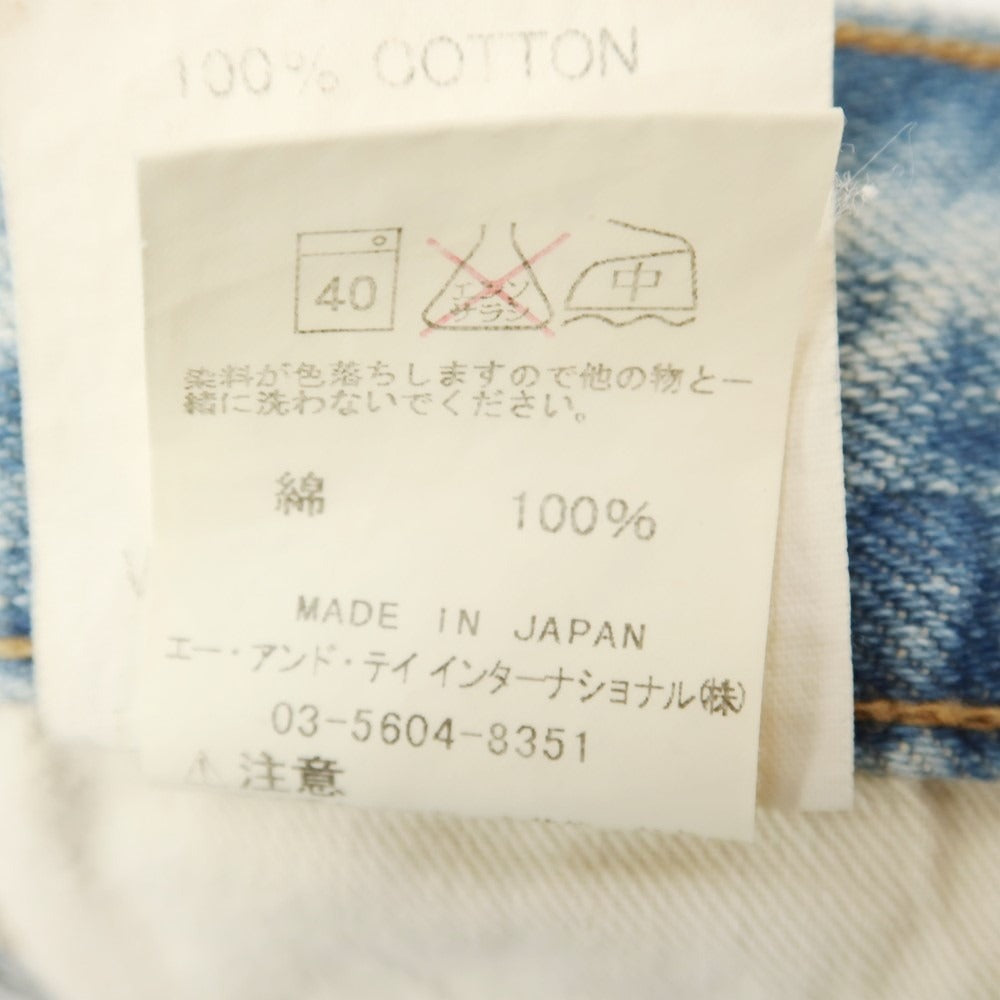 100% COTTON
40
エンソ
サラシ
中
染料が色落ちしますので他の物と一
緒に洗わないでください。
綿 100%
MADE IN JAPAN
エー・アンド・テイ インターナショナル(株)
03-5604-8351
⚠ 注意